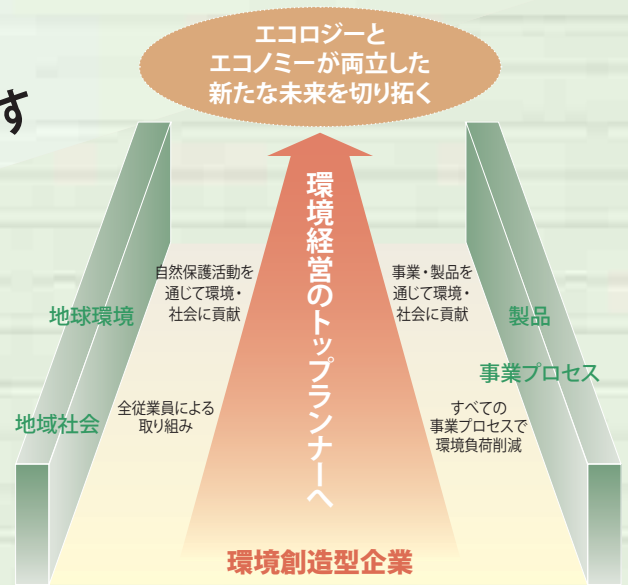 エコロジーと
エコノミーが両立した
新たな未来を切り拓く
す
環境経営のトップランナーへ
自然保護活動を
通じて環境・
社会に貢献
事業・製品を
通じて環境・
社会に貢献
地球環境
製品
事業プロセス
地域社会
全従業員による
取り組み
すべての
事業プロセスで
環境負荷削減
環境創造型企業